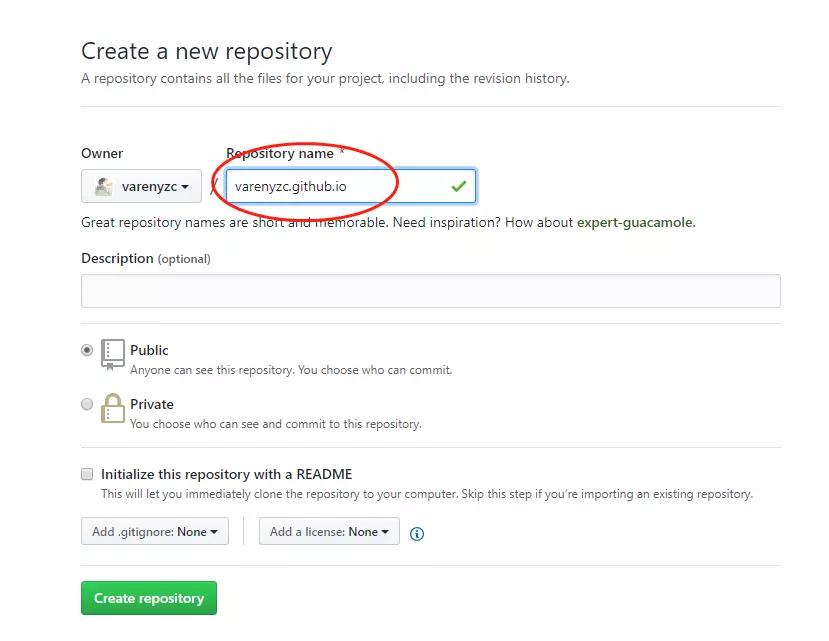 Create a new repository
A repository contains all the files for your project, including the revision history.
Owner
Repository name *
varenyzc
/
varenyzc.github.io
Great repository names are short and memorable. Need inspiration? How about expert-guacamole.
Description (optional)
Public
Anyone can see this repository. You choose who can commit.
Private
You choose who can see and commit to this repository.
Initialize this repository with a README
This will let you immediately clone the repository to your computer. Skip this step if you’re importing an existing repository.
Add .gitignore: None
Add a license: None
Create repository